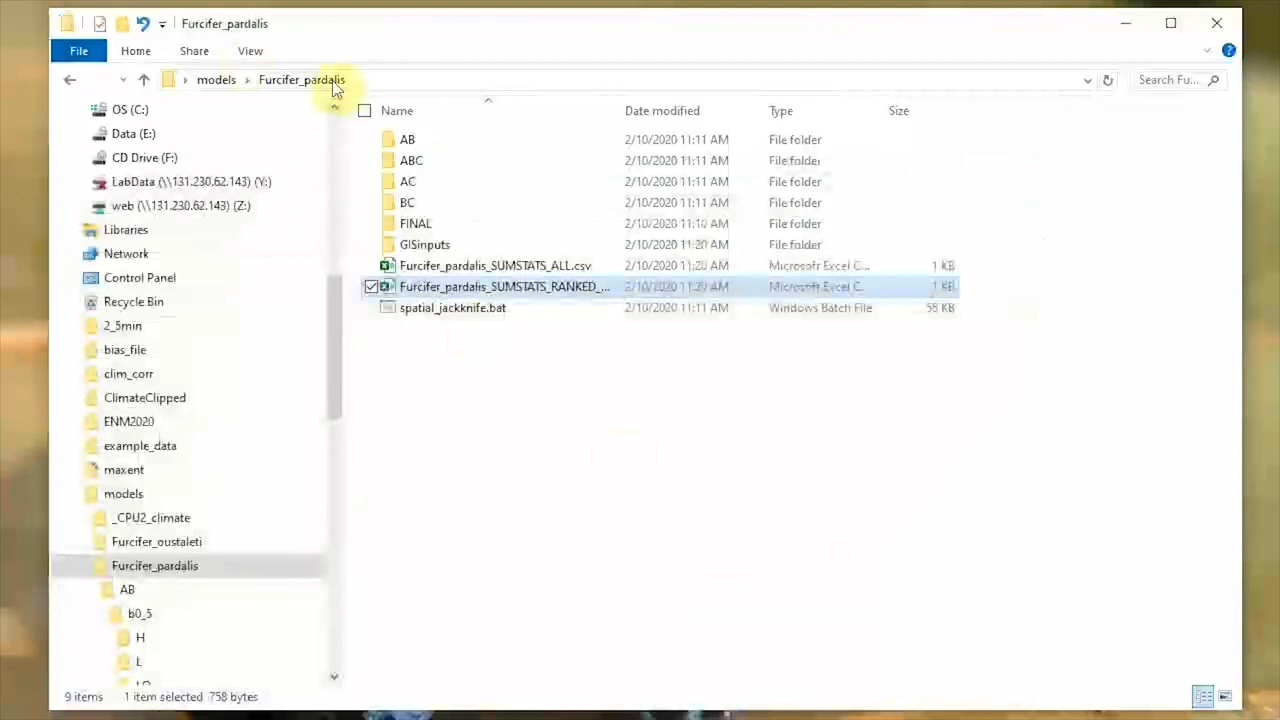 Furcifer_pardalis
File Home Share View
models Furcifer_pardalis Search Fu...
Name Date modified Type Size
OS (C:)
Data (E:)
CD Drive (F:)
LabData (\\131.230.62.143) (Y:)
web (\\131.230.62.143) (Z:)
Libraries
Network
Control Panel
Recycle Bin
2_5min
bias_file
clim_corr
ClimateClipped
ENM2020
example_data
maxent
models
_CPU2_climate
Furcifer_oustaleti
Furcifer_pardalis
AB
b0_5
H
L
AB 2/10/2020 11:11 AM File folder
ABC 2/10/2020 11:11 AM File folder
AC 2/10/2020 11:11 AM File folder
BC 2/10/2020 11:11 AM File folder
FINAL 2/10/2020 11:10 AM File folder
GISinputs 2/10/2020 11:20 AM File folder
Furcifer_pardalis_SUMSTATS_ALL.csv 2/10/2020 11:20 AM Microsoft Excel C... 1 KB
Furcifer_pardalis_SUMSTATS_RANKED_... 2/10/2020 11:20 AM Microsoft Excel C... 1 KB
spatial_jackknife.bat 2/10/2020 11:11 AM Windows Batch File 58 KB
9 items 1 item selected 758 bytes